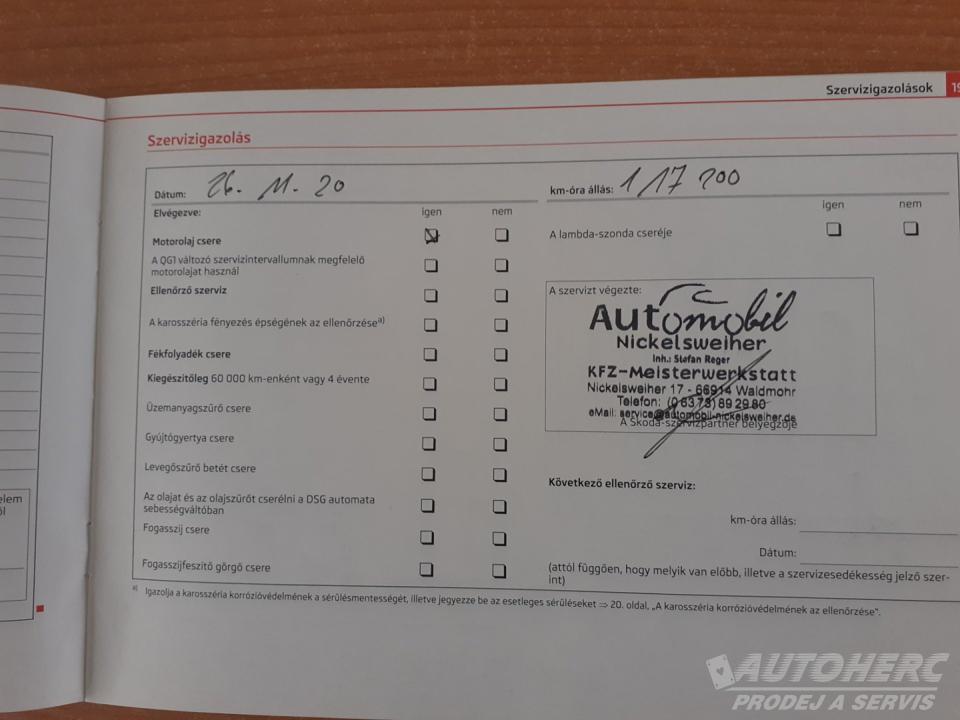 Szervizigazolások 19
Szervizigazolás
Dátum: 26. 11. 20
km-óra állás: 117 200
Elvégezve: igen nem
igen nem
Motorolaj csere
A lambda-szonda cseréje
A QG1 változó szervizintervallumnak megfelelő
motorolajat használ
Ellenőrző szerviz
A karosszéria fényezés épségének az ellenőrzéseᵃ⁾
Fékfolyadék csere
Kiegészítőleg 60 000 km-enként vagy 4 évente
Üzemanyagszűrő csere
Gyújtógyertya csere
Levegőszűrő betét csere
Az olajat és az olajszűrőt cserélni a DSG automata
sebességváltóban
Fogasszíj csere
Fogasszíjfeszítő görgő csere
A szervizt végezte:
Automobil
Nickelsweiher
Inh.: Stefan Reger
KFZ-Meisterwerkstatt
Nickelsweiher 17 - 66914 Waldmohr
Telefon: (06373) 89 29 80
eMail: service@automobil-nickelsweiher.de
A Škoda-szervizpartner bélyegzője
Következő ellenőrző szerviz:
km-óra állás:
Dátum:
(attól függően, hogy melyik van előbb, illetve a szervizesedékesség jelző szer-
int)
ᵃ⁾ Igazolja a karosszéria korrózióvédelmének a sérülésmentességét, illetve jegyezze be az esetleges sérüléseket ⇒ 20. oldal, „A karosszéria korrózióvédelmének az ellenőrzése".
AUTOHERC
PRODEJ A SERVIS